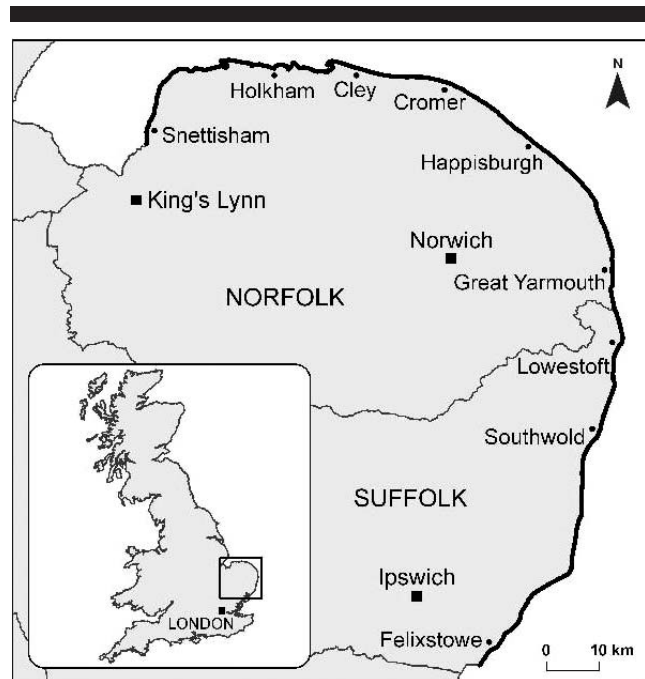 N
Holkham
Cley
Cromer
Snettisham
Happisburgh
King's Lynn
Norwich
Great Yarmouth
NORFOLK
Lowestoft
Southwold
SUFFOLK
Ipswich
LONDON
Felixstowe
0 10 km